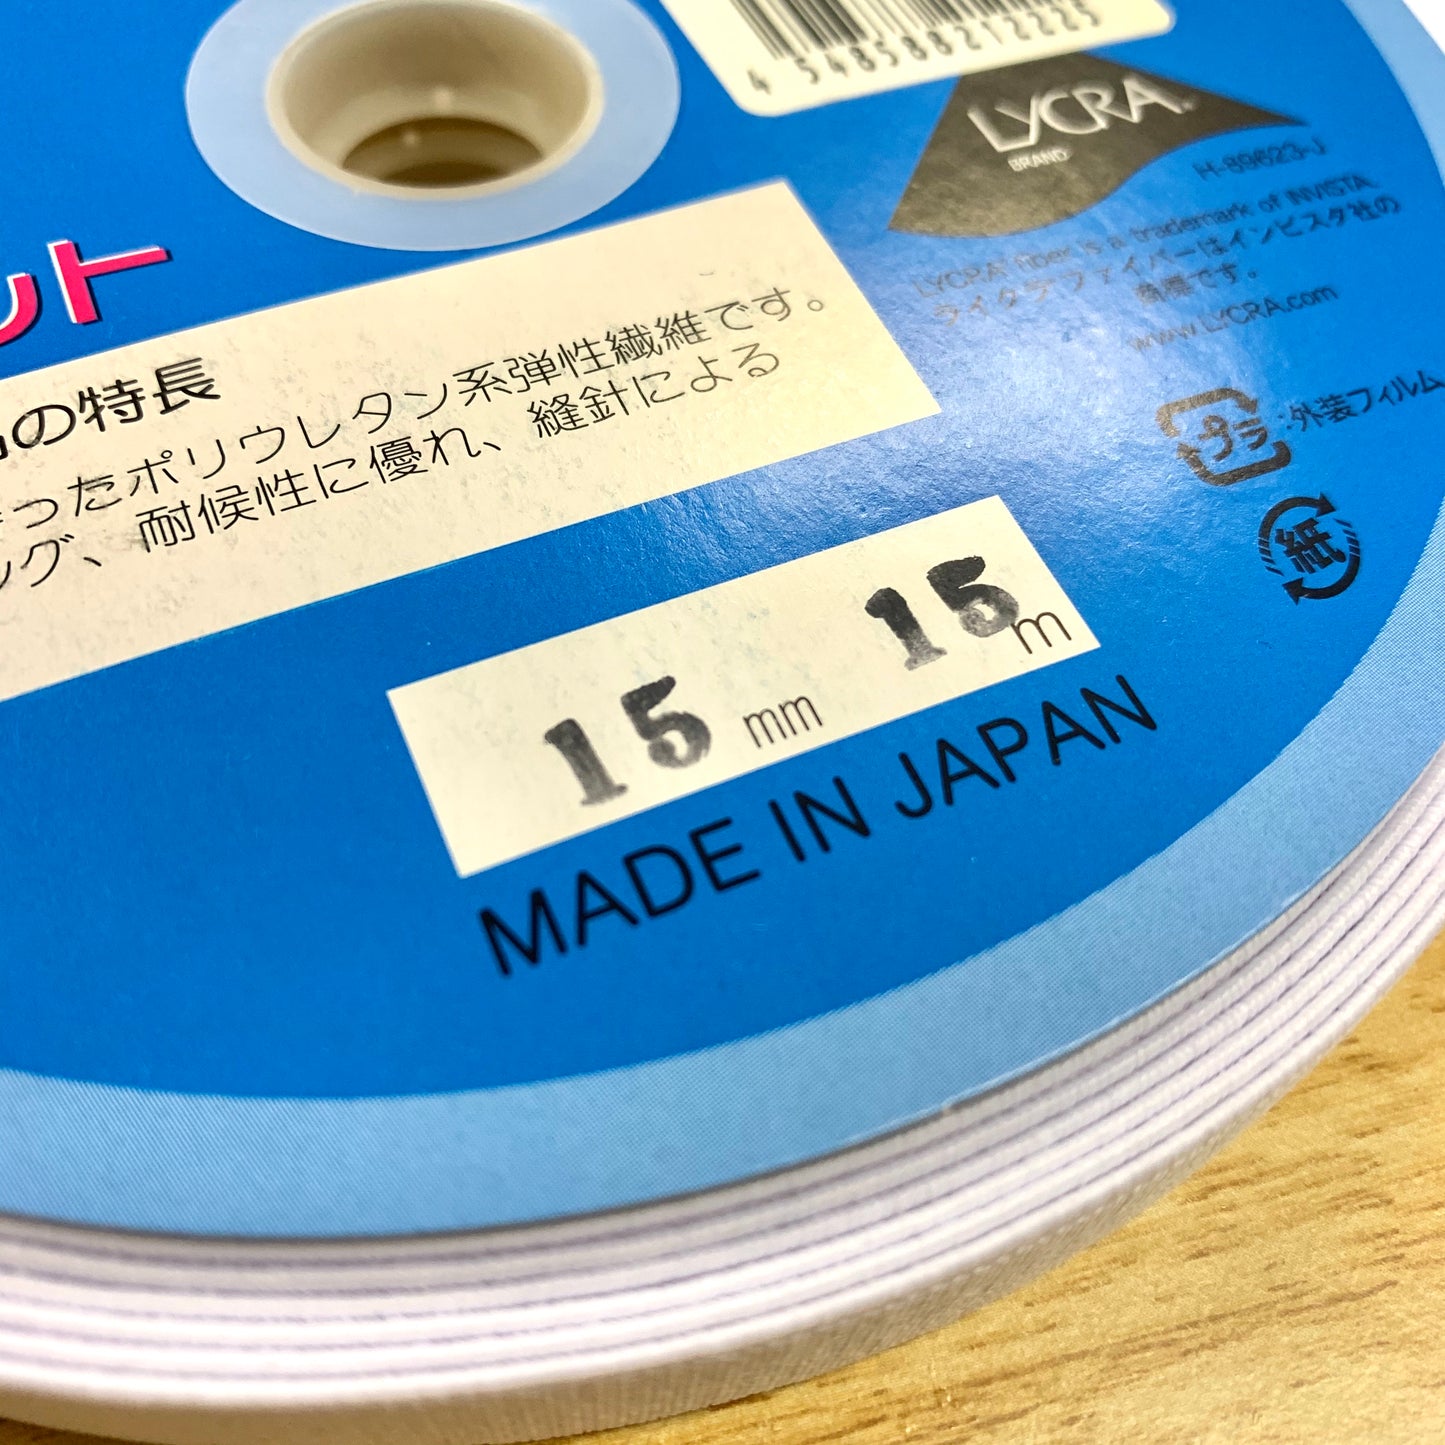 4 548588212225
LYCRA®
BRAND
H-89623-J
LYCRA® fiber is a trademark of INVISTA.
ライクラファイバーはインビスタ社の
商標です。
www.LYCRA.com
ット
の特長
ったポリウレタン系弾性繊維です。
ング、耐候性に優れ、縫針による
プラ :外装フィルム
紙
15 mm 15 m
MADE IN JAPAN